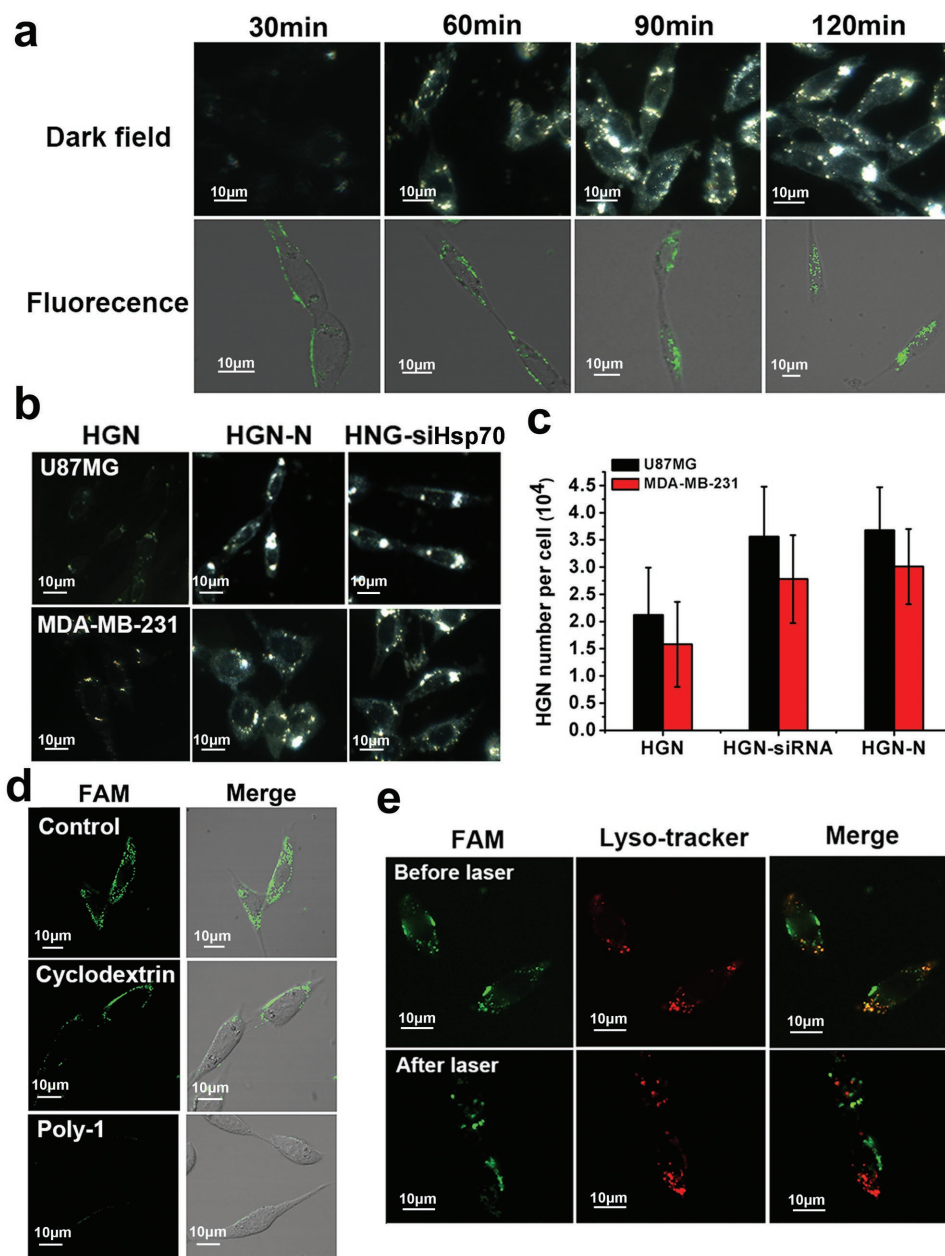 a
30min 60min 90min 120min
Dark field
10μm 10μm 10μm 10μm
Fluorecence
10μm 10μm 10μm 10μm
b
HGN HGN-N HNG-siHsp70
U87MG
10μm 10μm 10μm
MDA-MB-231
10μm 10μm 10μm
c
U87MG
MDA-MB-231
HGN number per cell (10⁴)
4.5
4.0
3.5
3.0
2.5
2.0
1.5
1.0
0.5
0.0
HGN HGN-siRNA HGN-N
d
FAM Merge
Control
10μm 10μm
Cyclodextrin
10μm 10μm
Poly-1
10μm 10μm
e
FAM Lyso-tracker Merge
Before laser
10μm 10μm 10μm
After laser
10μm 10μm 10μm